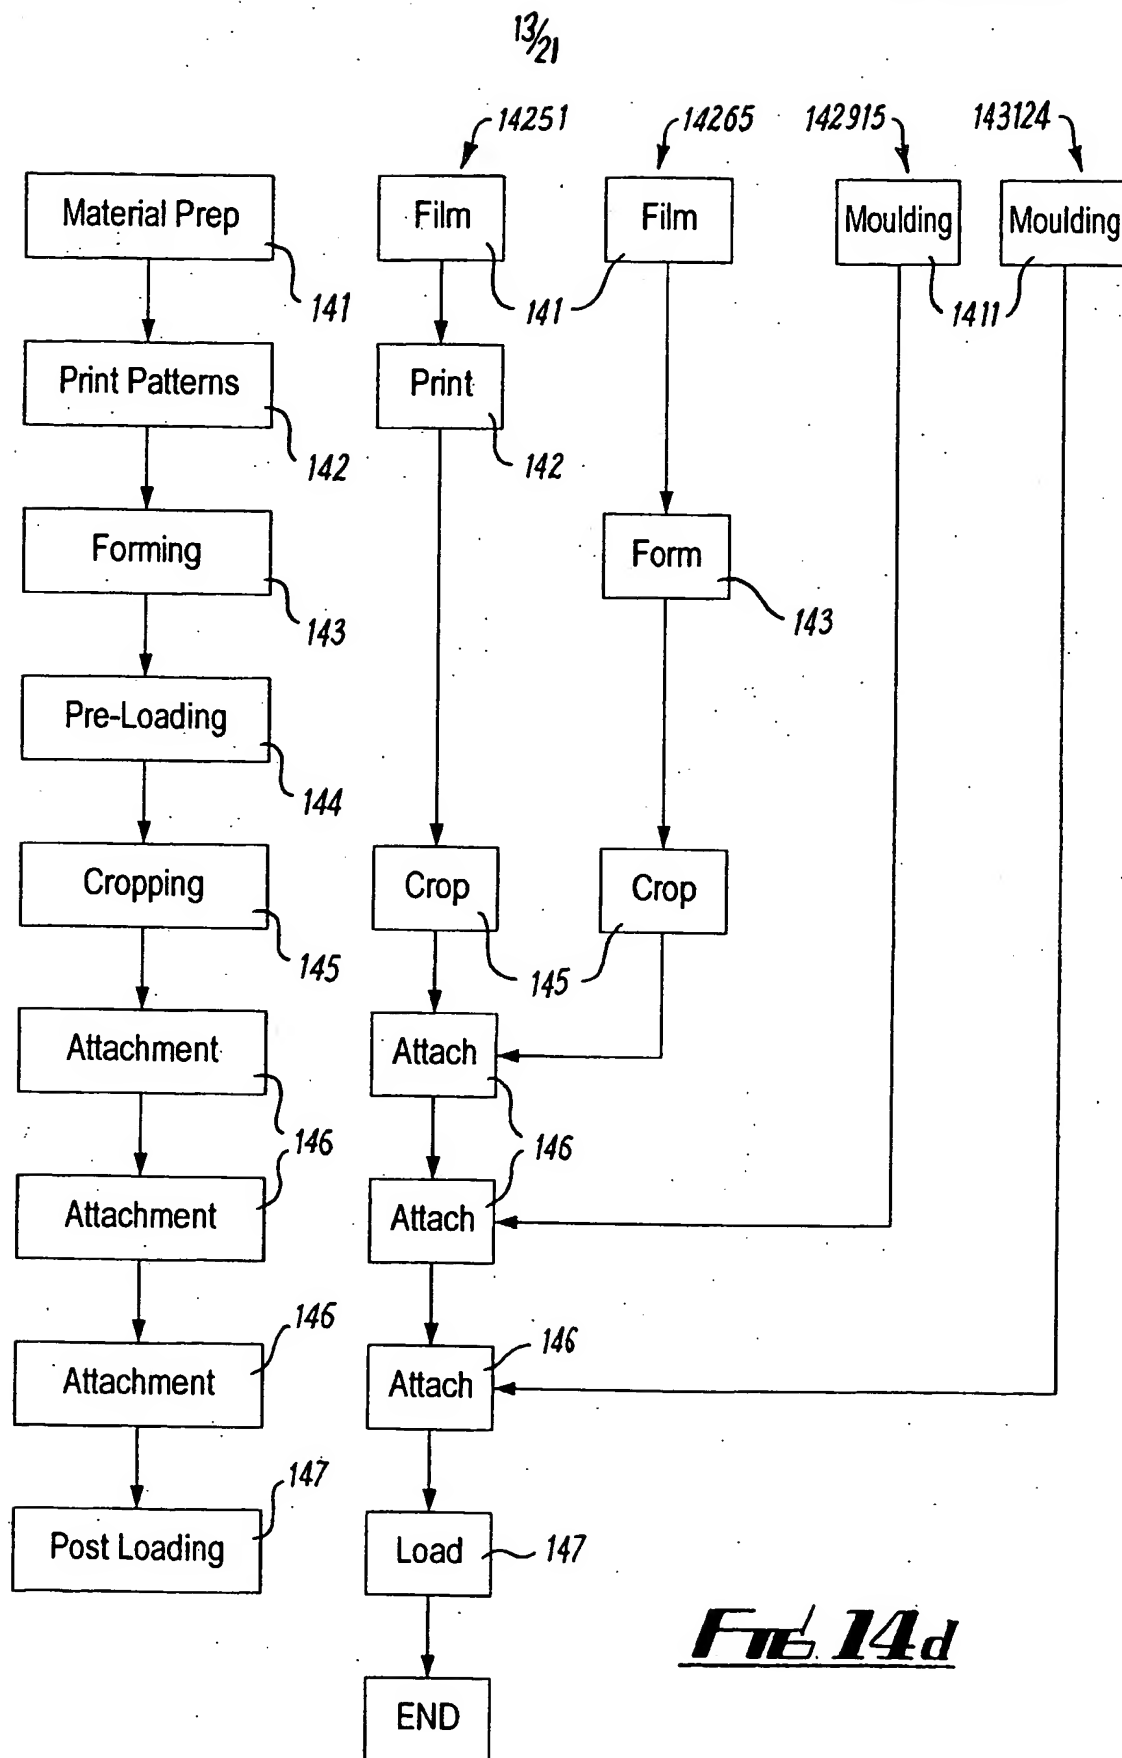 13/21
14251 14265 142915 143124
Material Prep Film Film Moulding Moulding
141 141 1411
Print Patterns Print
142 142
Forming Form
143 143
Pre-Loading
144
Cropping Crop Crop
145 145
Attachment Attach
146 146
Attachment Attach
146 146
Attachment Attach
147
Post Loading Load 147
END
FIG. 14d